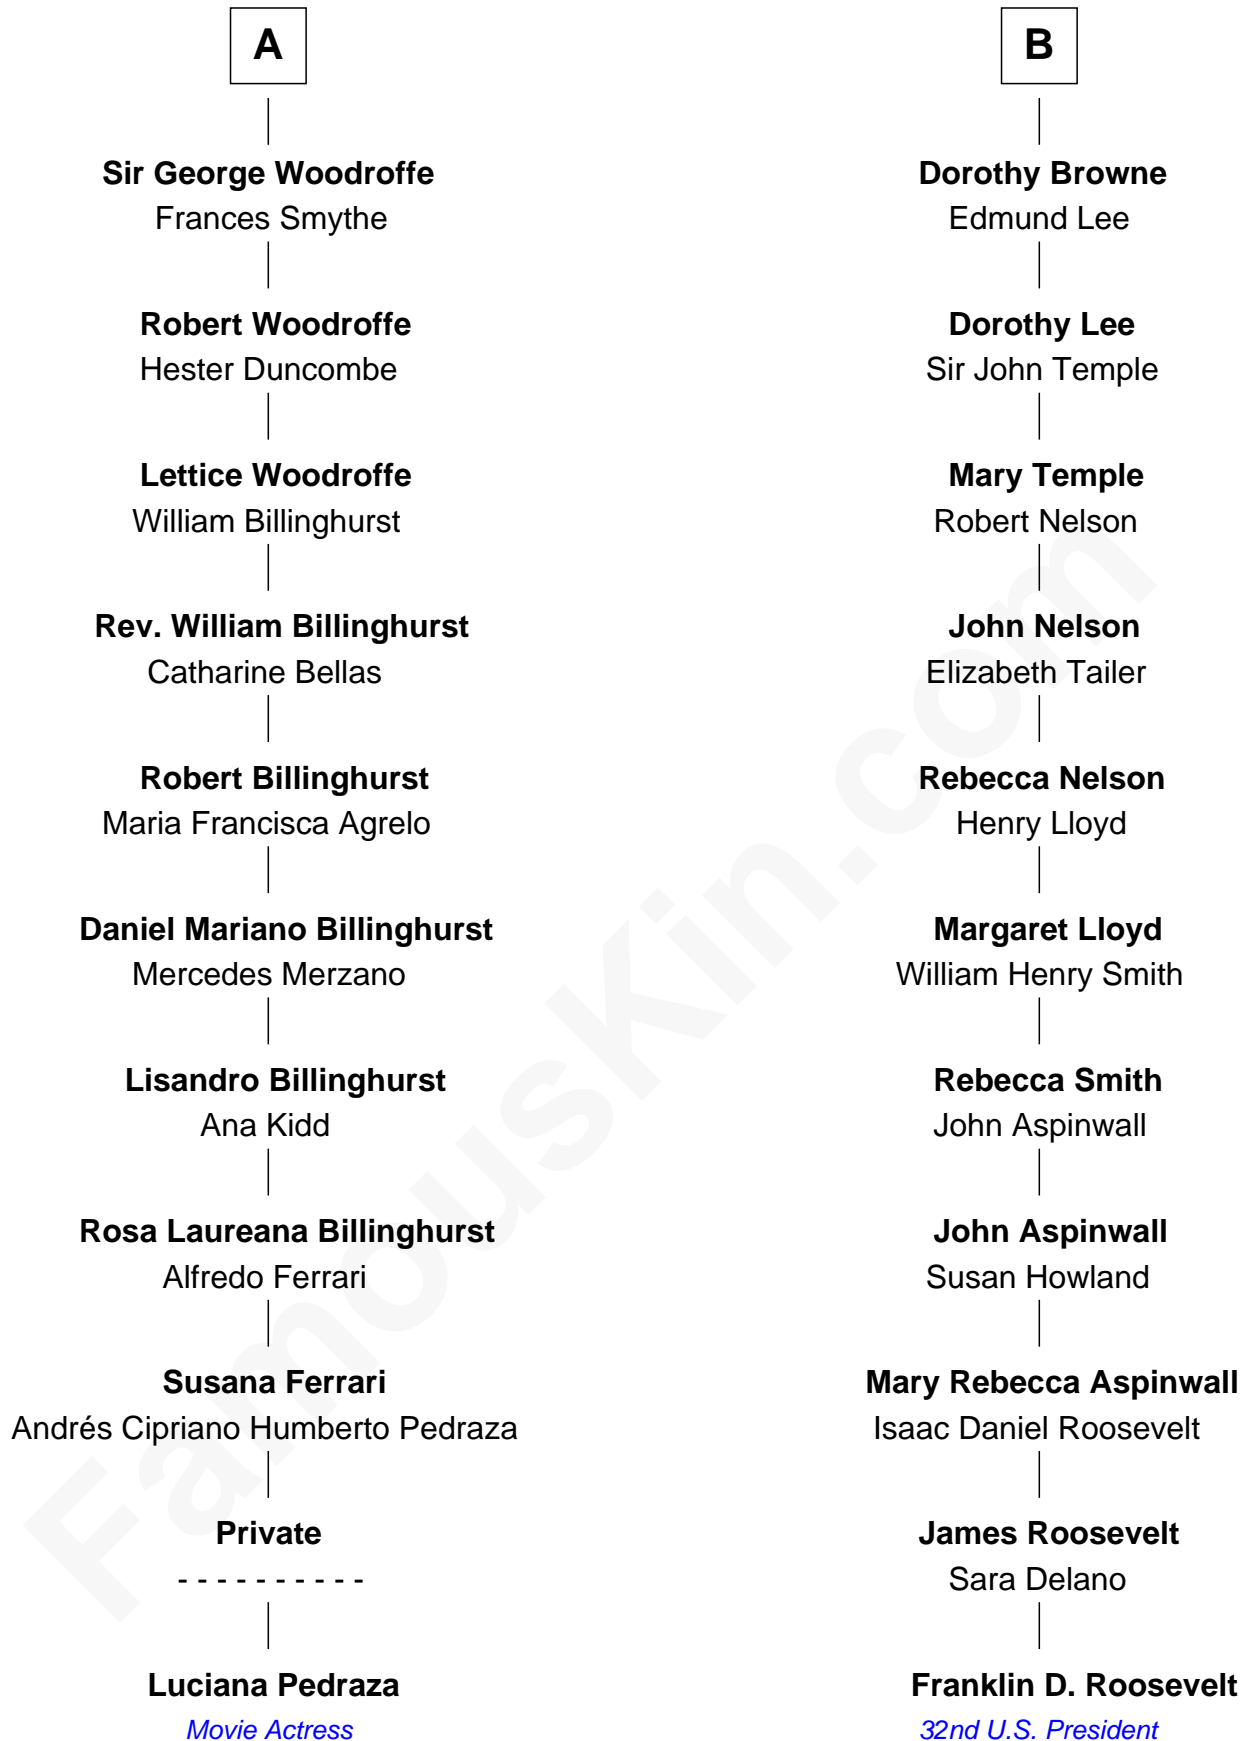 A
Sir George Woodroffe
Frances Smythe
Robert Woodroffe
Hester Duncombe
Lettice Woodroffe
William Billinghurst
Rev. William Billinghurst
Catharine Bellas
Robert Billinghurst
Maria Francisca Agrelo
Daniel Mariano Billinghurst
Mercedes Merzano
Lisandro Billinghurst
Ana Kidd
Rosa Laureana Billinghurst
Alfredo Ferrari
Susana Ferrari
Andrés Cipriano Humberto Pedraza
Private
- - - - - - - - - -
Luciana Pedraza
Movie Actress
B
Dorothy Browne
Edmund Lee
Dorothy Lee
Sir John Temple
Mary Temple
Robert Nelson
John Nelson
Elizabeth Tailer
Rebecca Nelson
Henry Lloyd
Margaret Lloyd
William Henry Smith
Rebecca Smith
John Aspinwall
John Aspinwall
Susan Howland
Mary Rebecca Aspinwall
Isaac Daniel Roosevelt
James Roosevelt
Sara Delano
Franklin D. Roosevelt
32nd U.S. President
FamousKin.com